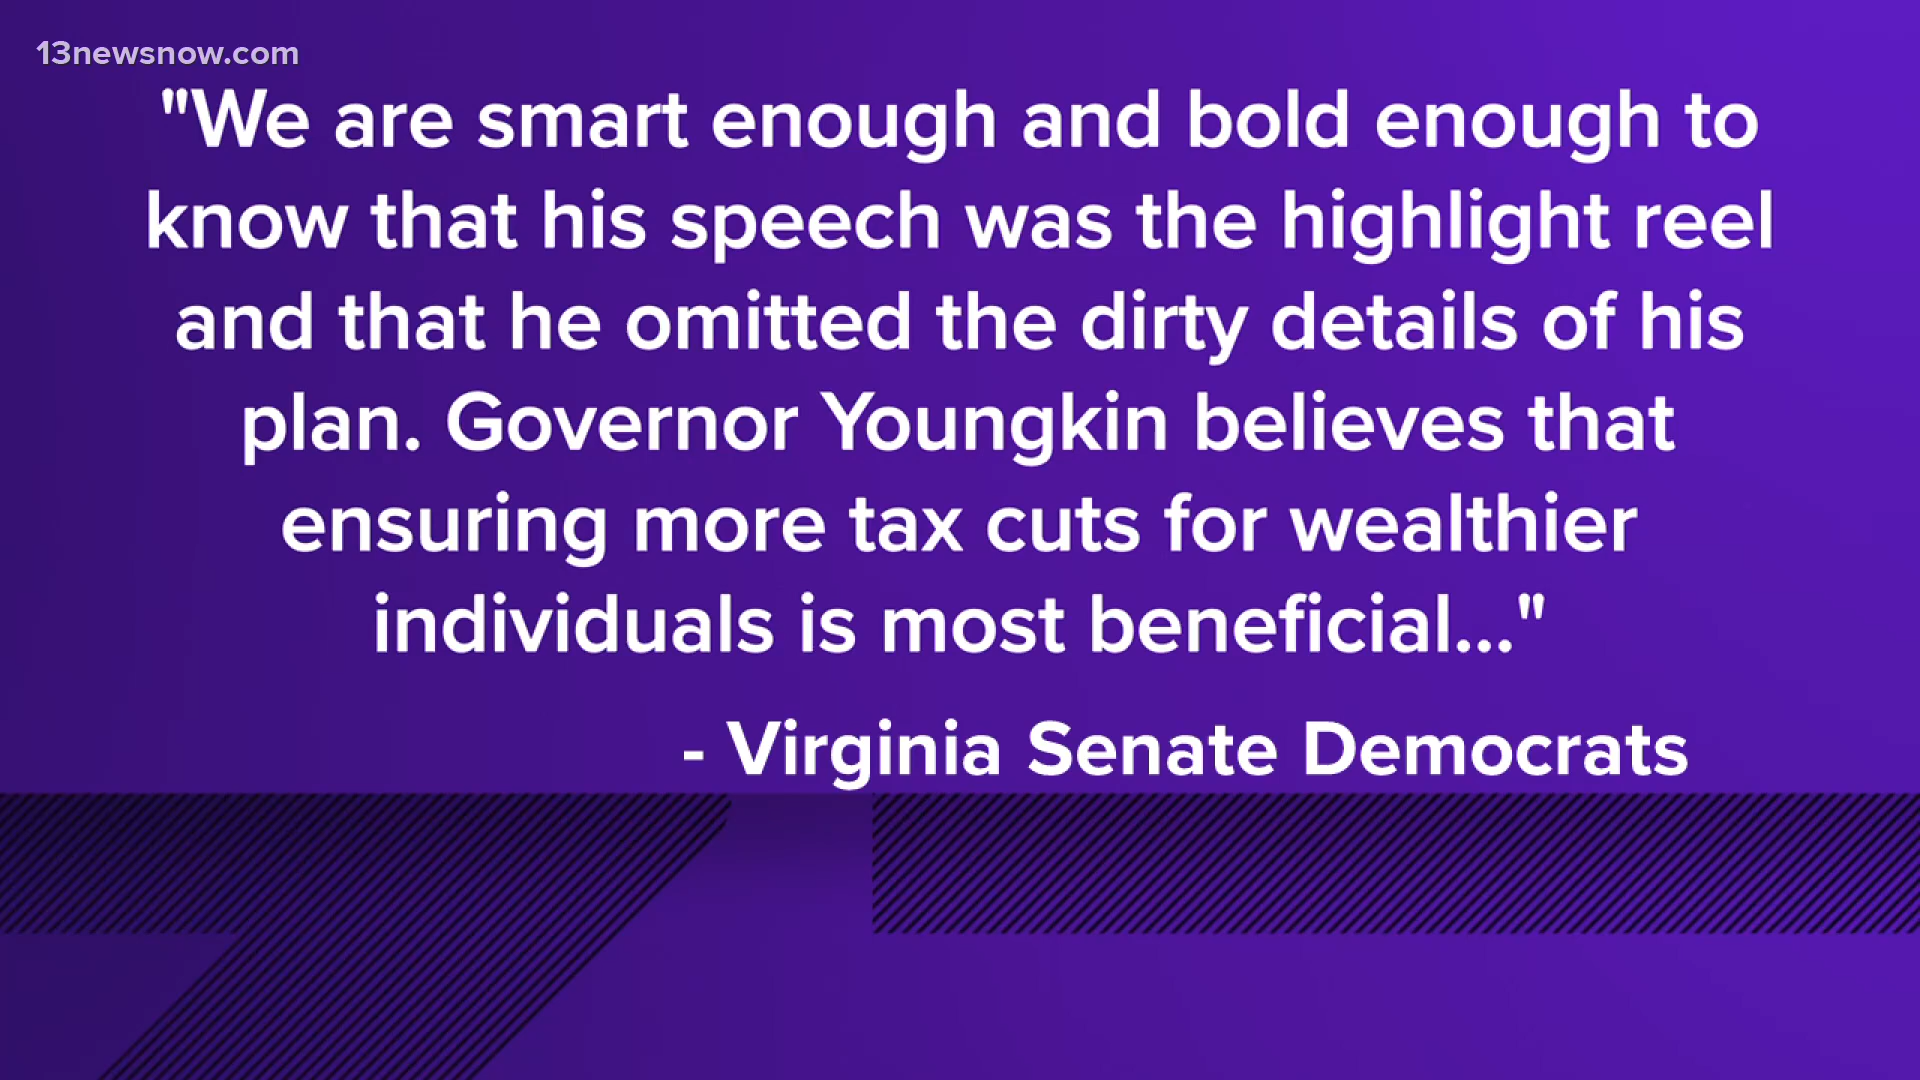 13newsnow.com
"We are smart enough and bold enough to
know that his speech was the highlight reel
and that he omitted the dirty details of his
plan. Governor Youngkin believes that
ensuring more tax cuts for wealthier
individuals is most beneficial..."
- Virginia Senate Democrats